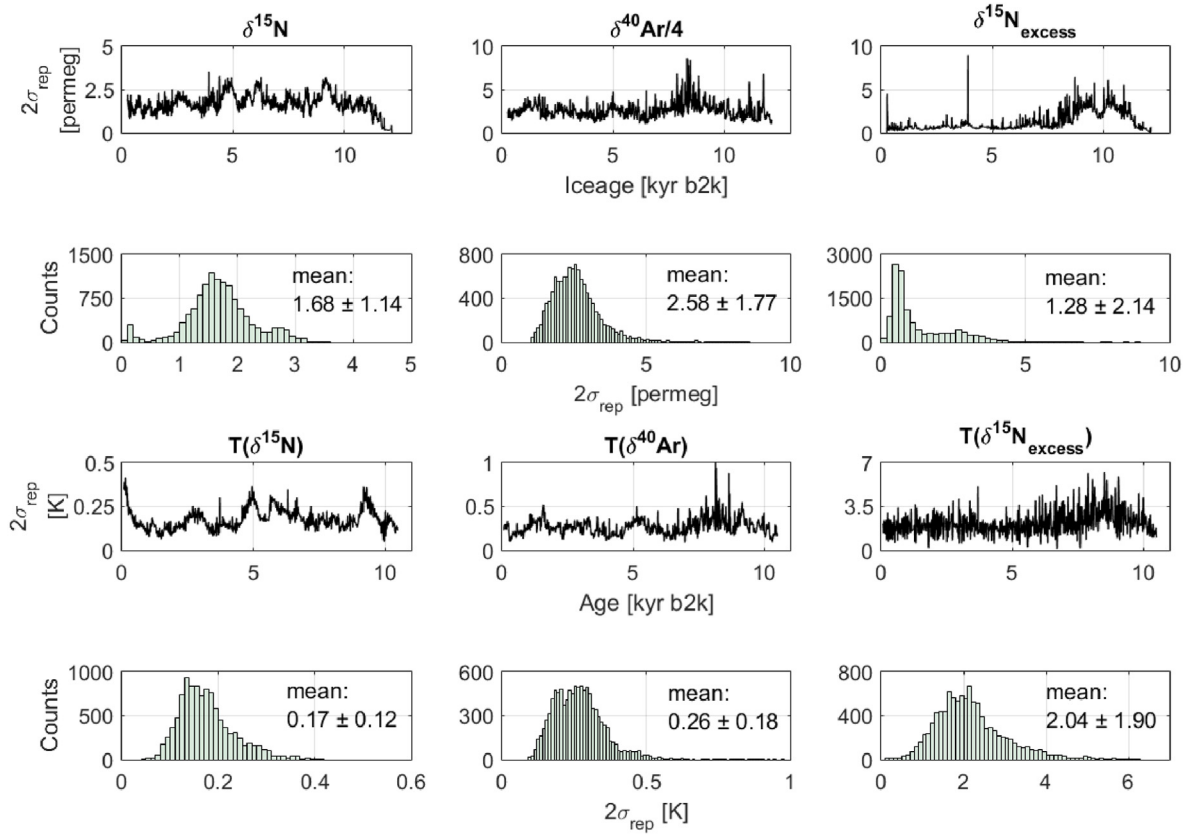 δ¹⁵N
δ⁴⁰Ar/4
δ¹⁵N_excess
2σ_rep
[permeg]
5
2.5
0
0 5 10
10
5
0
0 5 10
10
5
0
0 5 10
Iceage [kyr b2k]
Counts
1500
750
0
mean:
1.68 ± 1.14
0 1 2 3 4 5
800
400
0
mean:
2.58 ± 1.77
0 5 10
3000
1500
0
mean:
1.28 ± 2.14
0 5 10
2σ_rep [permeg]
T(δ¹⁵N)
T(δ⁴⁰Ar)
T(δ¹⁵N_excess)
2σ_rep
[K]
0.5
0.25
0
0 5 10
1
0.5
0
0 5 10
7
3.5
0
0 5 10
Age [kyr b2k]
Counts
1000
500
0
mean:
0.17 ± 0.12
0 0.2 0.4 0.6
600
300
0
mean:
0.26 ± 0.18
0 0.5 1
800
400
0
mean:
2.04 ± 1.90
0 2 4 6
2σ_rep [K]